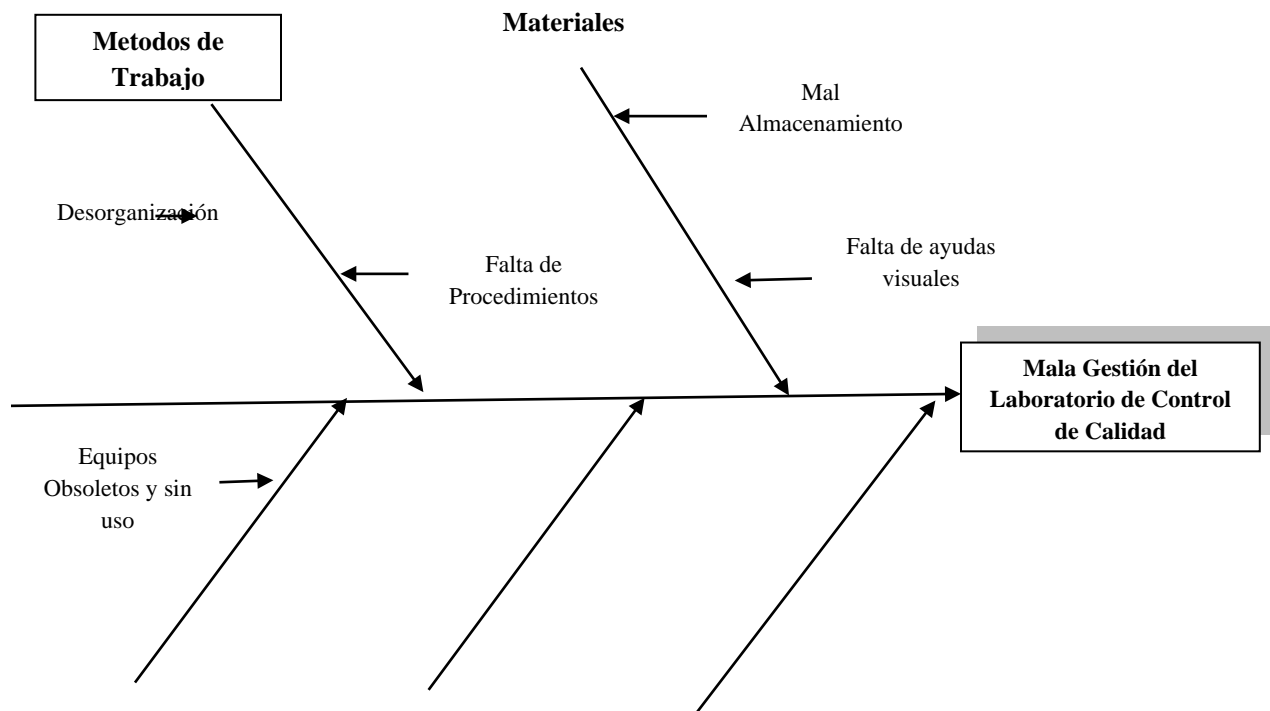 Metodos de
Trabajo
Materiales
Mal
Almacenamiento
Desorganización
Falta de
Procedimientos
Falta de ayudas
visuales
Mala Gestión del
Laboratorio de Control
de Calidad
Equipos
Obsoletos y sin
uso